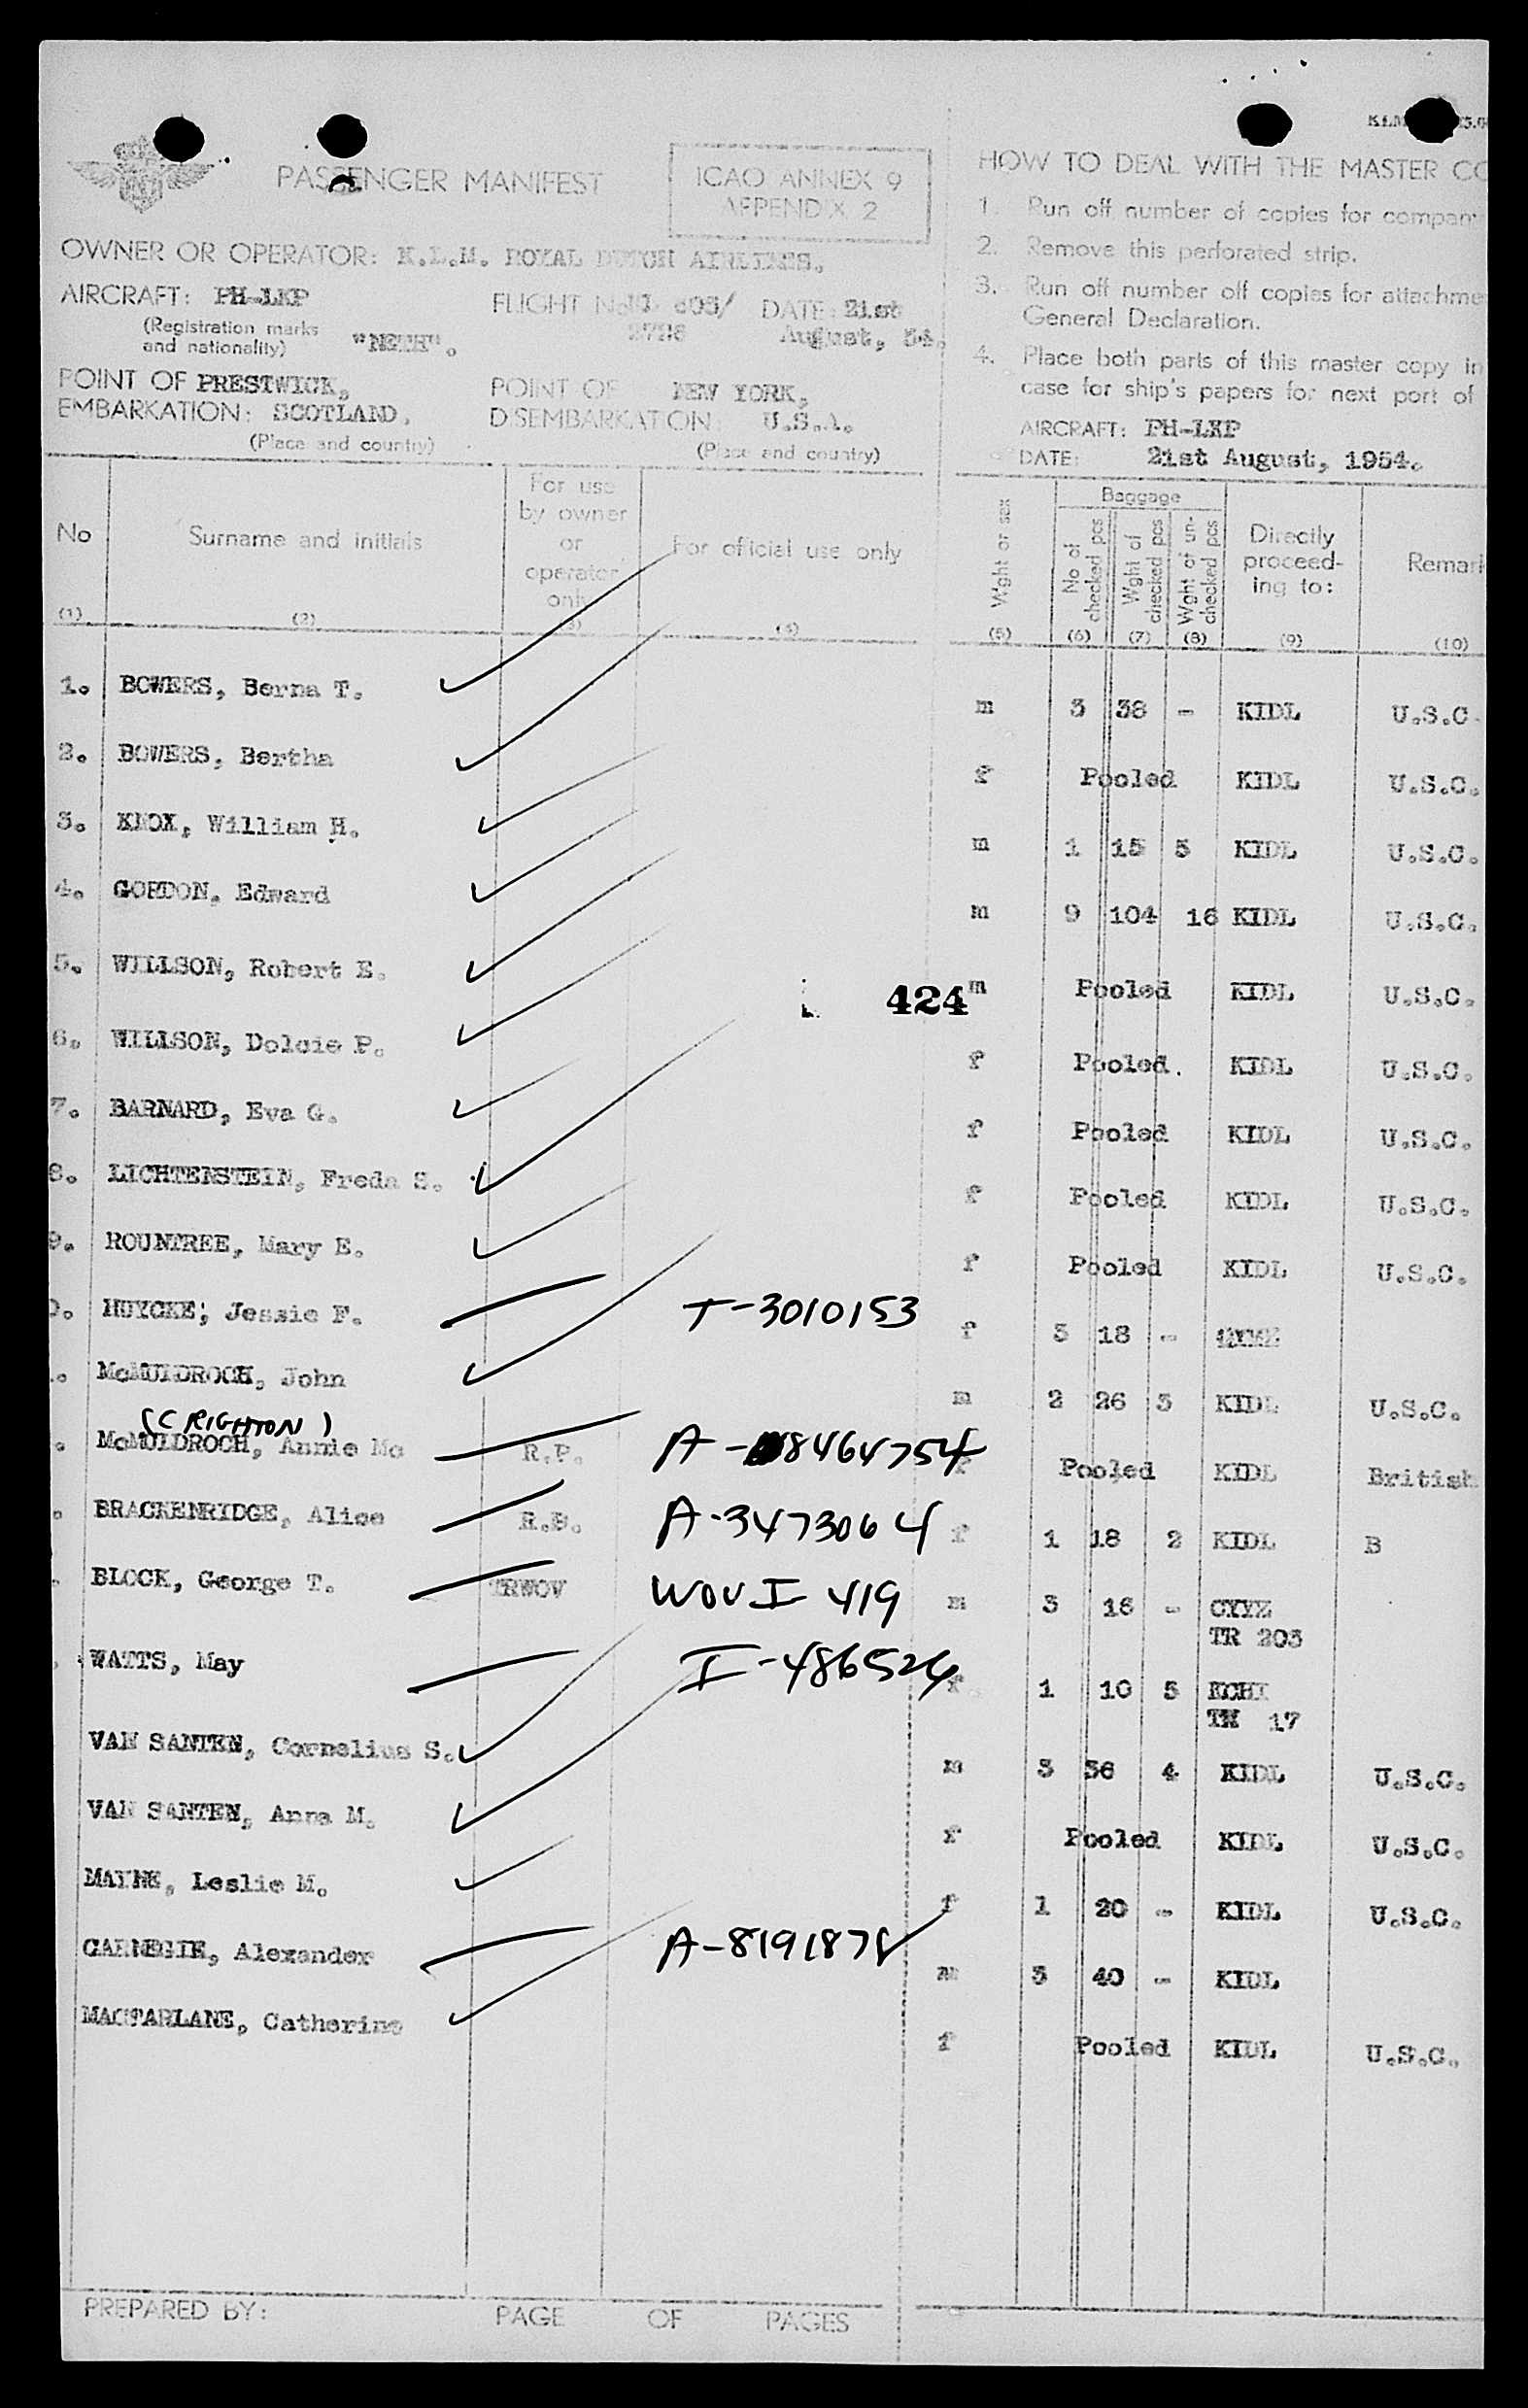 PASSENGER MANIFEST
ICAO ANNEX 9
APPENDIX 2
OWNER OR OPERATOR: K.L.M. ROYAL DUTCH AIRLINES.
AIRCRAFT: PH-LKP
(Registration marks
and nationality) "NETH".
FLIGHT DATE: 21st
August, 54.
POINT OF PRESTWICK,
EMBARKATION: SCOTLAND.
(Place and country)
POINT OF NEW YORK,
DISEMBARKATION: U.S.A.
(Place and country)
HOW TO DEAL WITH THE MASTER CO
1. Run off number of copies for compan
2. Remove this perforated strip.
3. Run off number off copies for attachme
General Declaration.
4. Place both parts of this master copy in
case for ship's papers for next port of
AIRCRAFT: PH-LKP
DATE: 21st August, 1954.
No (1)
Surname and initials (2)
For use by owner or operator only (3)
For official use only (4)
Wght or sex (5)
Baggage
No of checked pcs (6)
Wght of checked pcs (7)
Wght of un-checked pcs (8)
Directly proceed-ing to: (9)
Remark (10)
1. BOWERS, Berna T. m 3 38 - KIDL U.S.C.
2. BOWERS, Bertha f Pooled KIDL U.S.C.
3. KNOX, William H. m 1 15 5 KIDL U.S.C.
4. GORDON, Edward m 9 104 16 KIDL U.S.C.
5. WILLSON, Robert E. 424 m Pooled KIDL U.S.C.
6. WILLSON, Dolcie P. f Pooled. KIDL U.S.C.
7. BARNARD, Eva G. f Pooled KIDL U.S.C.
8. LICHTENSTEIN, Freda S. f Pooled KIDL U.S.C.
9. ROUNTREE, Mary E. f Pooled KIDL U.S.C.
0. HUYCKE, Jessie F. T-3010153 f 3 18 -
. McMULDROCH, John m 2 26 3 KIDL U.S.C.
(CRIGHTON)
. McMULDROCH, Annie Mc R.P. A-8464754 f Pooled KIDL British
. BRACKENRIDGE, Alice R.P. A-3473064 f 1 18 2 KIDL B
. BLOCK, George T. TRWOV WOV I 419 m 3 16 - CYYZ
TR 203
. WATTS, May I-486526 f 1 10 5
17
VAN SANTEN, Cornelius S. m 3 36 4 KIDL U.S.C.
VAN SANTEN, Anna M. f Pooled KIDL U.S.C.
MAYNE, Leslie M. f 1 20 - KIDL U.S.C.
CARNEGIE, Alexander A-8191878 m 3 40 - KIDL
MACFARLANE, Catherine f Pooled KIDL U.S.C.
PREPARED BY: PAGE OF PAGES